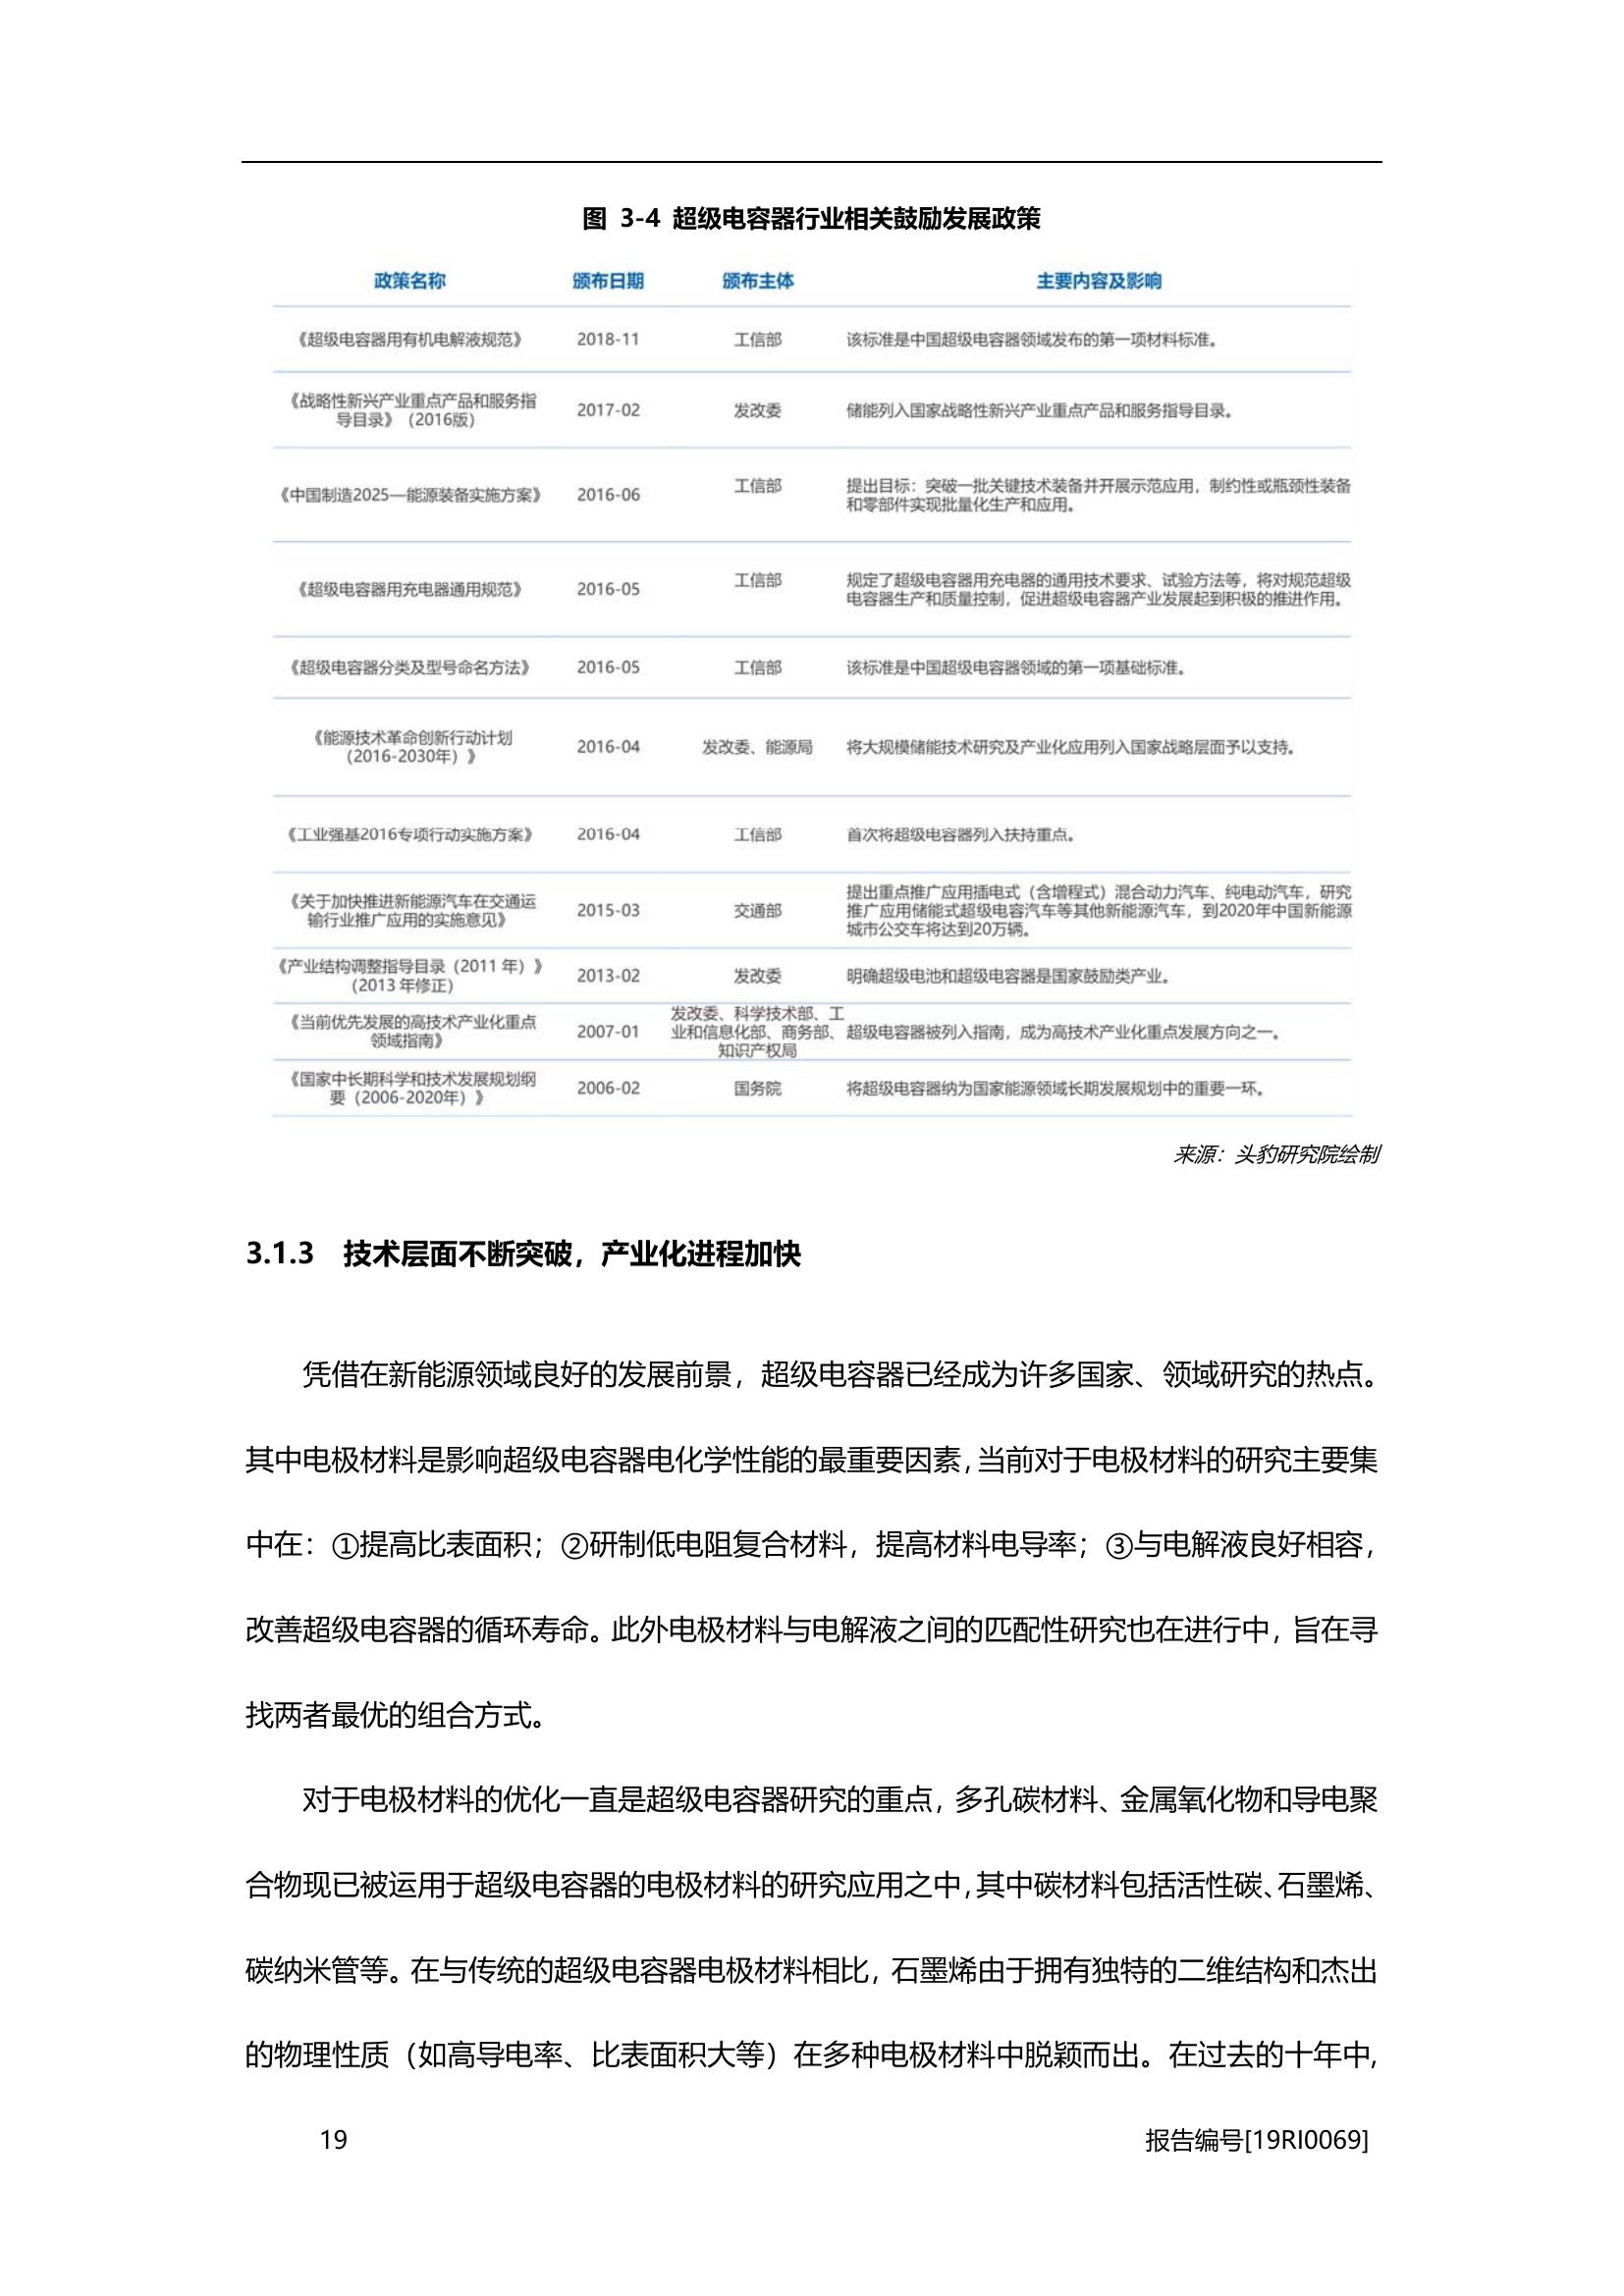 图 3-4 超级电容器行业相关鼓励发展政策
政策名称 颁布日期 颁布主体 主要内容及影响
《超级电容器用有机电解液规范》 2018-11 工信部 该标准是中国超级电容器领域发布的第一项材料标准。
《战略性新兴产业重点产品和服务指
导目录》（2016版） 2017-02 发改委 储能列入国家战略性新兴产业重点产品和服务指导目录。
《中国制造2025—能源装备实施方案》 2016-06 工信部 提出目标：突破一批关键技术装备并开展示范应用，制约性或瓶颈性装备
和零部件实现批量化生产和应用。
《超级电容器用充电器通用规范》 2016-05 工信部 规定了超级电容器用充电器的通用技术要求、试验方法等，将对规范超级
电容器生产和质量控制，促进超级电容器产业发展起到积极的推进作用。
《超级电容器分类及型号命名方法》 2016-05 工信部 该标准是中国超级电容器领域的第一项基础标准。
《能源技术革命创新行动计划
（2016-2030年）》 2016-04 发改委、能源局 将大规模储能技术研究及产业化应用列入国家战略层面予以支持。
《工业强基2016专项行动实施方案》 2016-04 工信部 首次将超级电容器列入扶持重点。
《关于加快推进新能源汽车在交通运
输行业推广应用的实施意见》 2015-03 交通部 提出重点推广应用插电式（含增程式）混合动力汽车、纯电动汽车，研究
推广应用储能式超级电容汽车等其他新能源汽车，到2020年中国新能源
城市公交车将达到20万辆。
《产业结构调整指导目录（2011 年）》
（2013 年修正） 2013-02 发改委 明确超级电池和超级电容器是国家鼓励类产业。
《当前优先发展的高技术产业化重点
领域指南》 2007-01 发改委、科学技术部、工
业和信息化部、商务部、
知识产权局 超级电容器被列入指南，成为高技术产业化重点发展方向之一。
《国家中长期科学和技术发展规划纲
要（2006-2020年）》 2006-02 国务院 将超级电容器纳为国家能源领域长期发展规划中的重要一环。
来源：头豹研究院绘制
3.1.3 技术层面不断突破，产业化进程加快
凭借在新能源领域良好的发展前景，超级电容器已经成为许多国家、领域研究的热点。
其中电极材料是影响超级电容器电化学性能的最重要因素，当前对于电极材料的研究主要集
中在：①提高比表面积；②研制低电阻复合材料，提高材料电导率；③与电解液良好相容，
改善超级电容器的循环寿命。此外电极材料与电解液之间的匹配性研究也在进行中，旨在寻
找两者最优的组合方式。
对于电极材料的优化一直是超级电容器研究的重点，多孔碳材料、金属氧化物和导电聚
合物现已被运用于超级电容器的电极材料的研究应用之中，其中碳材料包括活性碳、石墨烯、
碳纳米管等。在与传统的超级电容器电极材料相比，石墨烯由于拥有独特的二维结构和杰出
的物理性质（如高导电率、比表面积大等）在多种电极材料中脱颖而出。在过去的十年中，
19 报告编号[19RI0069]